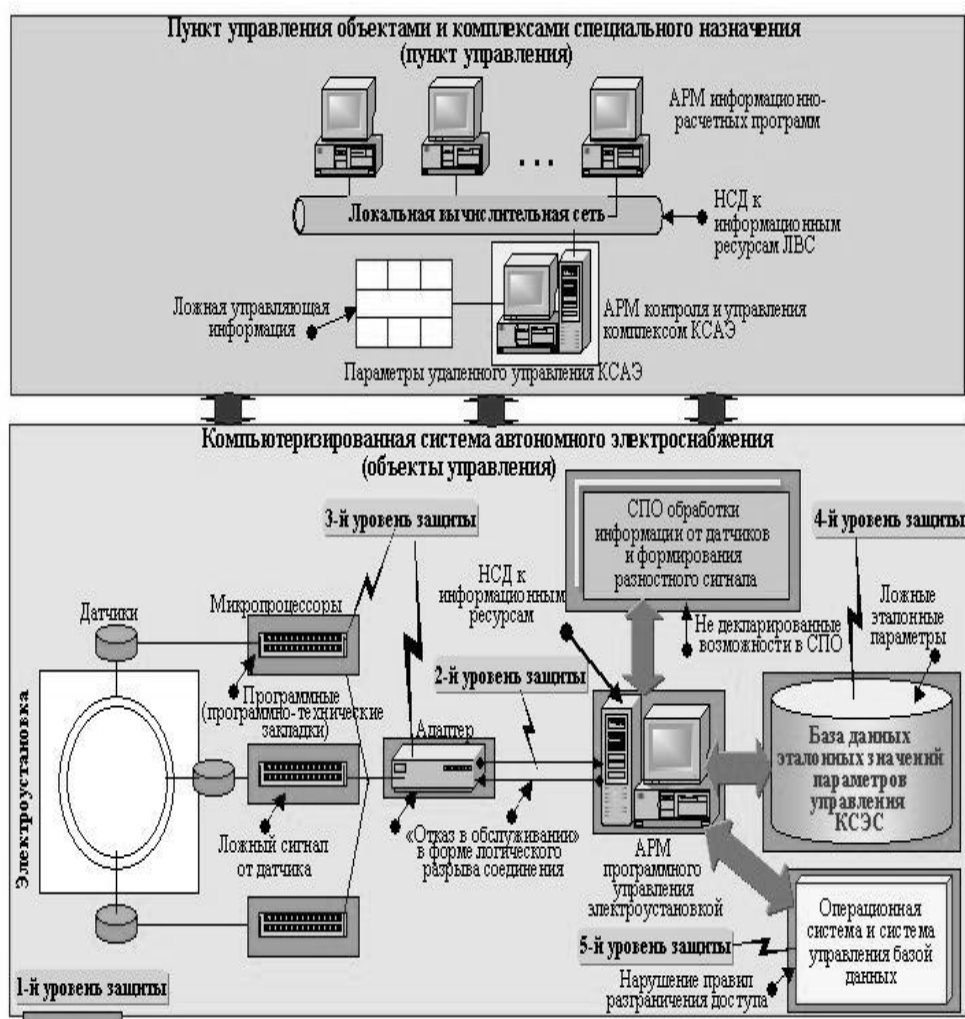 Пункт управления объектами и комплексами специального назначения
(пункт управления)
АРМ информационно-
расчетных программ
. . .
Локальная вычислительная сеть
НСД к
информационным
ресурсам ЛВС
Ложная управляющая
информация
АРМ контроля и управления
комплексом КСАЭ
Параметры удаленного управления КСАЭ
Компьютеризированная система автономного электроснабжения
(объекты управления)
3-й уровень защиты
СПО обработки
информации от датчиков
и формирования
разностного сигнала
4-й уровень защиты
НСД к
информационным
ресурсам
Датчики
Микропроцессоры
Не декларированные
возможности в СПО
Ложные
эталонные
параметры
2-й уровень защиты
Программные
(программно-технические
закладки)
Адаптер
Электроустановка
База данных
эталонных значений
параметров
управления
КСЭС
Ложный сигнал
от датчика
«Отказ в обслуживании»
в форме логического
разрыва соединения
АРМ
программного
управления
электроустановкой
Операционная
система и система
управления базой
данных
5-й уровень защиты
Нарушение правил
разграничения доступа
1-й уровень защиты